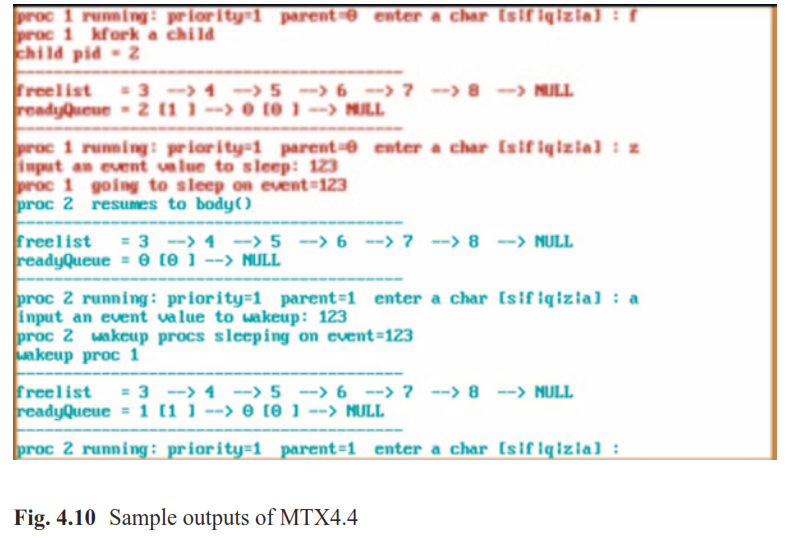 proc 1 running: priority=1 parent=0 enter a char [s|f|q|z|a] : f
proc 1 kfork a child
child pid = 2
----------------------------------------
freelist = 3 --> 4 --> 5 --> 6 --> 7 --> 8 --> NULL
readyQueue = 2 [1 ] --> 0 [0 ] --> NULL
----------------------------------------
proc 1 running: priority=1 parent=0 enter a char [s|f|q|z|a] : z
input an event value to sleep: 123
proc 1 going to sleep on event=123
proc 2 resumes to body()
----------------------------------------
freelist = 3 --> 4 --> 5 --> 6 --> 7 --> 8 --> NULL
readyQueue = 0 [0 ] --> NULL
----------------------------------------
proc 2 running: priority=1 parent=1 enter a char [s|f|q|z|a] : a
input an event value to wakeup: 123
proc 2 wakeup procs sleeping on event=123
wakeup proc 1
----------------------------------------
freelist = 3 --> 4 --> 5 --> 6 --> 7 --> 8 --> NULL
readyQueue = 1 [1 ] --> 0 [0 ] --> NULL
----------------------------------------
proc 2 running: priority=1 parent=1 enter a char [s|f|q|z|a] :
Fig. 4.10 Sample outputs of MTX4.4